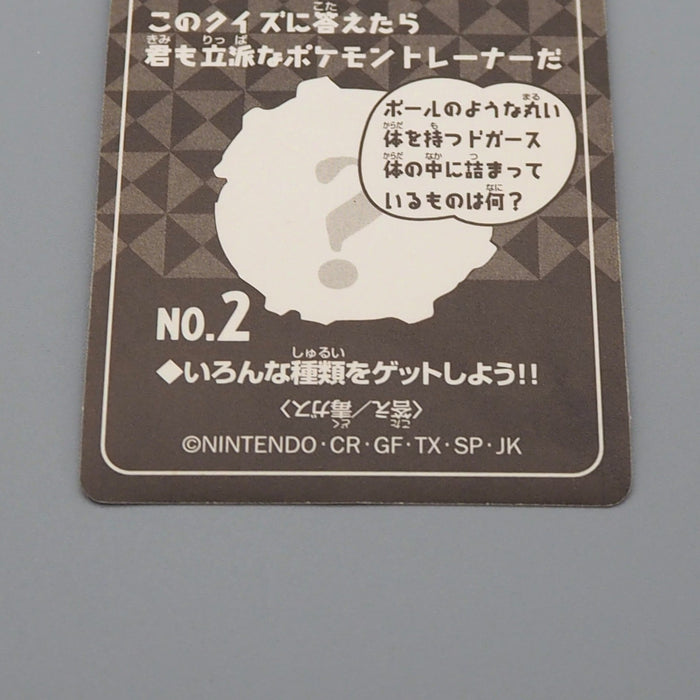 このクイズに答えたら
君も立派なポケモントレーナーだ
ボールのような丸い
体を持つドガース
体の中に詰まって
いるものは何？
?
NO.2
◆いろんな種類をゲットしよう!!
〈答え／毒ガス〉
©NINTENDO・CR・GF・TX・SP・JK